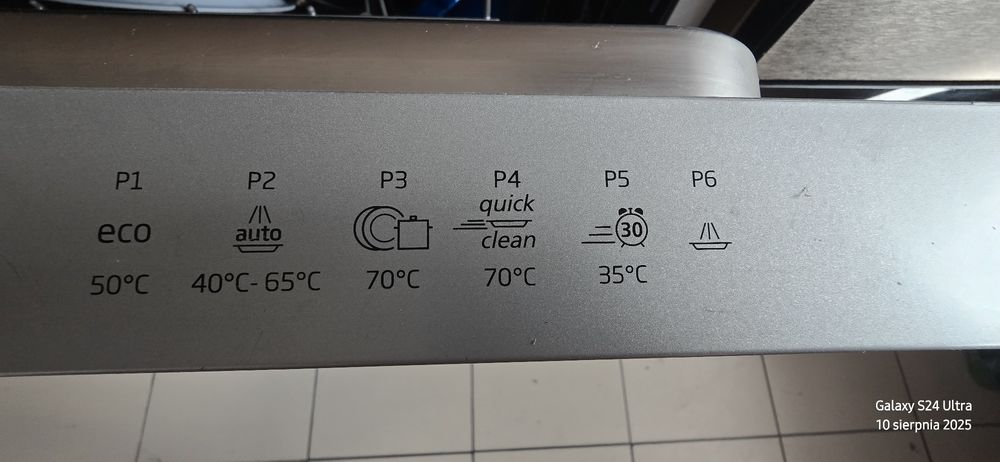 P1 P2 P3 P4 P5 P6
eco auto quick clean 30
50°C 40°C- 65°C 70°C 70°C 35°C
Galaxy S24 Ultra
10 sierpnia 2025